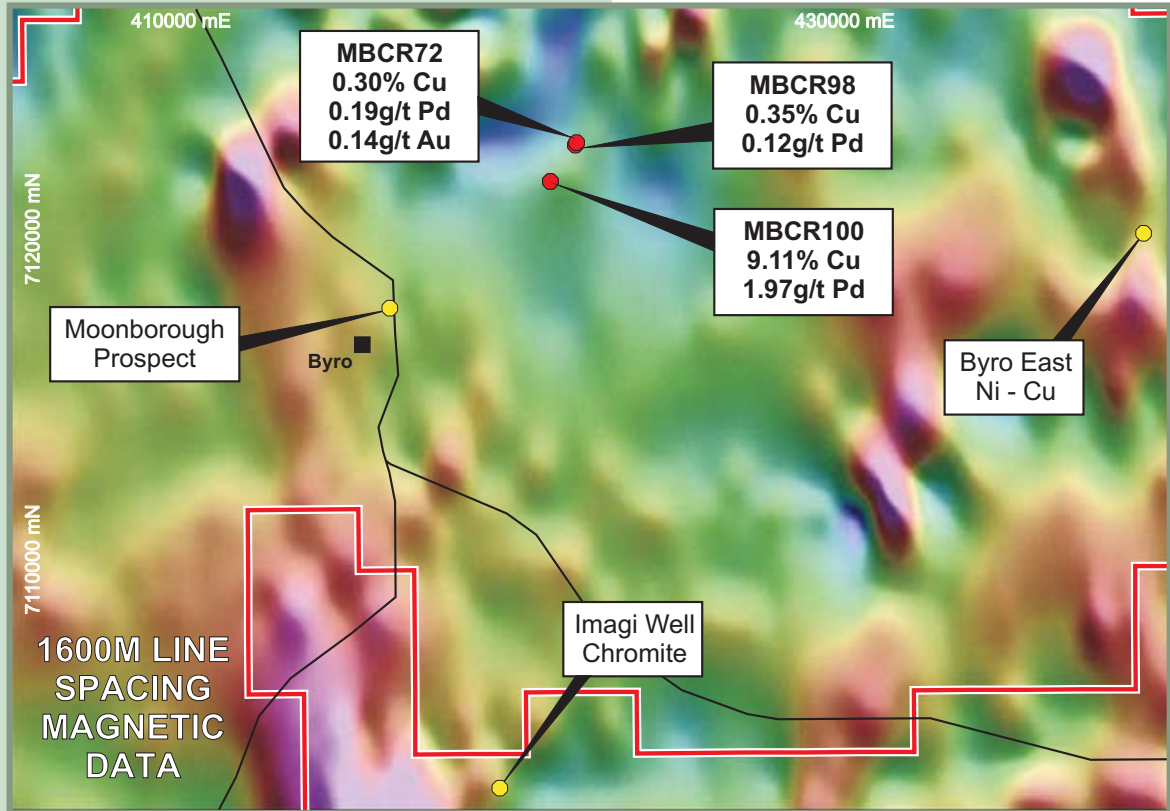 410000 mE
430000 mE
MBCR72
0.30% Cu
0.19g/t Pd
0.14g/t Au
MBCR98
0.35% Cu
0.12g/t Pd
7120000 mN
MBCR100
9.11% Cu
1.97g/t Pd
Moonborough
Prospect
Byro
Byro East
Ni - Cu
7110000 mN
Imagi Well
Chromite
1600M LINE
SPACING
MAGNETIC
DATA